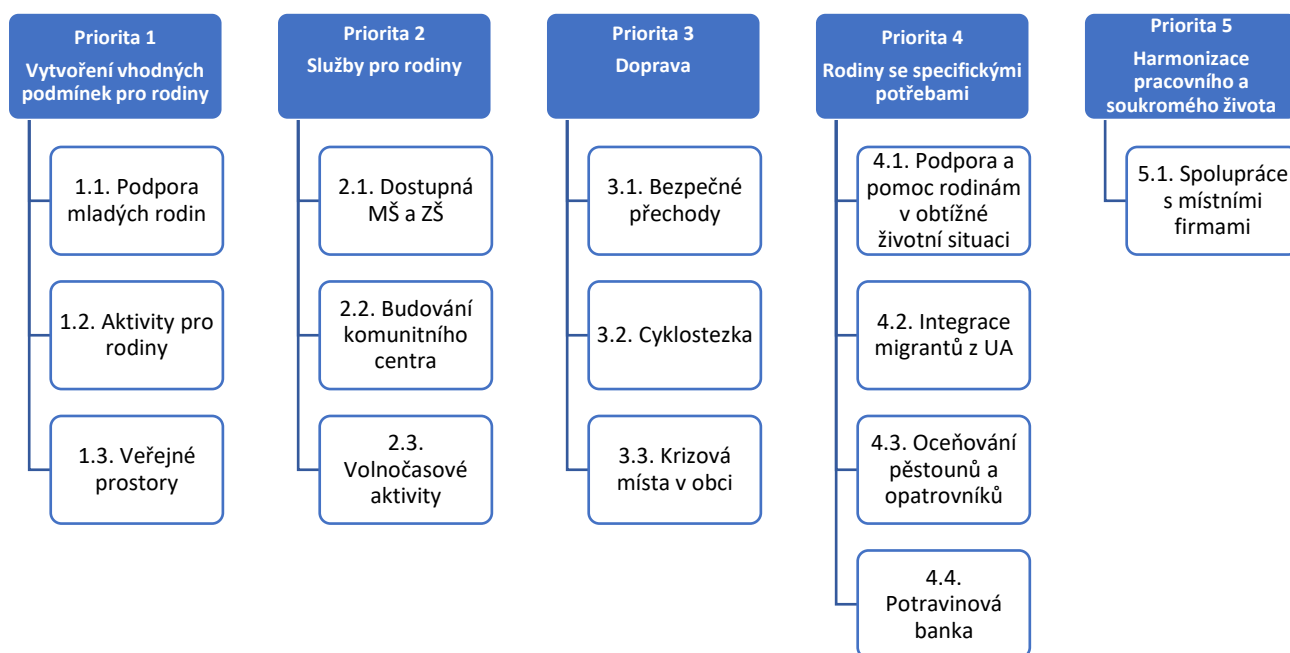 Priorita 1
Vytvoření vhodných
podmínek pro rodiny
1.1. Podpora
mladých rodin
1.2. Aktivity pro
rodiny
1.3. Veřejné
prostory
Priorita 2
Služby pro rodiny
2.1. Dostupná
MŠ a ZŠ
2.2. Budování
komunitního
centra
2.3.
Volnočasové
aktivity
Priorita 3
Doprava
3.1. Bezpečné
přechody
3.2. Cyklostezka
3.3. Krizová
místa v obci
Priorita 4
Rodiny se specifickými
potřebami
4.1. Podpora a
pomoc rodinám
v obtížné
životní situaci
4.2. Integrace
migrantů z UA
4.3. Oceňování
pěstounů a
opatrovníků
4.4.
Potravinová
banka
Priorita 5
Harmonizace
pracovního a
soukromého života
5.1. Spolupráce
s místními
firmami